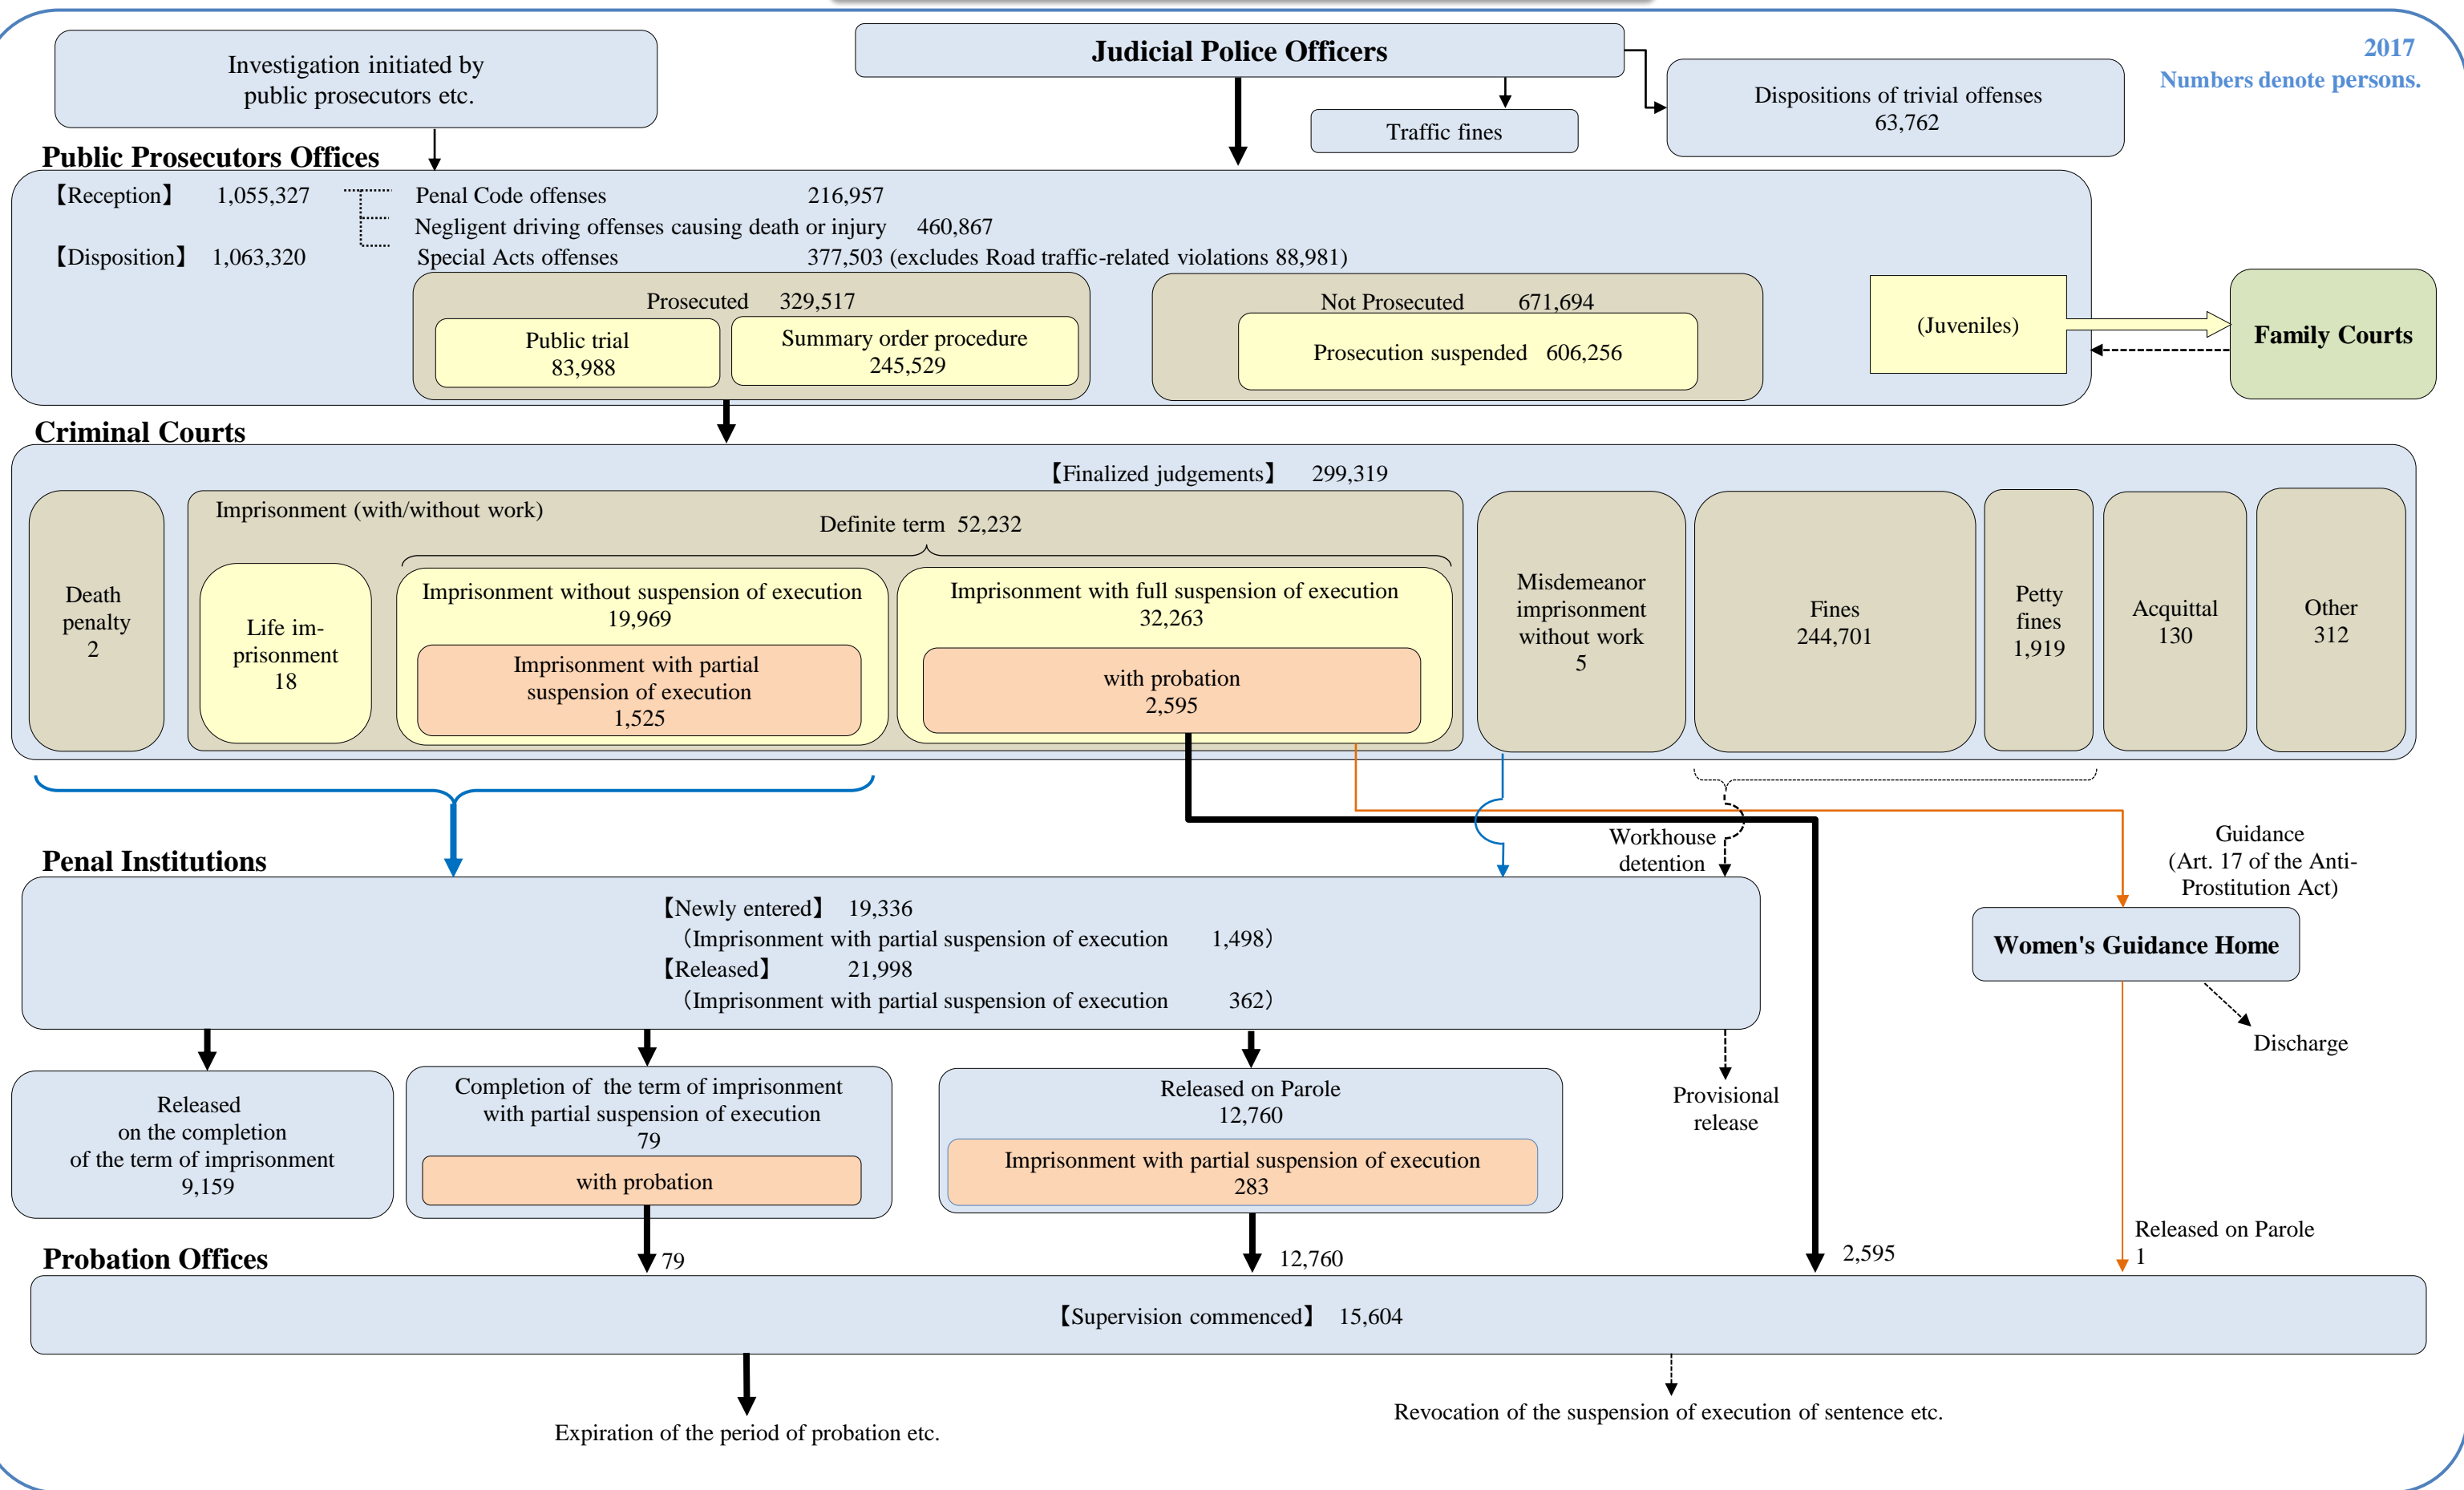 Investigation initiated by
public prosecutors etc.
Judicial Police Officers
2017
Numbers denote persons.
Traffic fines
Dispositions of trivial offenses
63,762
Public Prosecutors Offices
【Reception】 1,055,327
Penal Code offenses 216,957
Negligent driving offenses causing death or injury 460,867
【Disposition】 1,063,320
Special Acts offenses 377,503 (excludes Road traffic-related violations 88,981)
Prosecuted 329,517
Public trial
83,988
Summary order procedure
245,529
Not Prosecuted 671,694
Prosecution suspended 606,256
(Juveniles)
Family Courts
Criminal Courts
【Finalized judgements】 299,319
Death
penalty
2
Imprisonment (with/without work)
Definite term 52,232
Life im-
prisonment
18
Imprisonment without suspension of execution
19,969
Imprisonment with partial
suspension of execution
1,525
Imprisonment with full suspension of execution
32,263
with probation
2,595
Misdemeanor
imprisonment
without work
5
Fines
244,701
Petty
fines
1,919
Acquittal
130
Other
312
Workhouse
detention
Guidance
(Art. 17 of the Anti-
Prostitution Act)
Penal Institutions
【Newly entered】 19,336
（Imprisonment with partial suspension of execution 1,498）
【Released】 21,998
（Imprisonment with partial suspension of execution 362）
Women's Guidance Home
Discharge
Released
on the completion
of the term of imprisonment
9,159
Completion of the term of imprisonment
with partial suspension of execution
79
with probation
Released on Parole
12,760
Imprisonment with partial suspension of execution
283
Provisional
release
Released on Parole
1
Probation Offices
79
12,760
2,595
【Supervision commenced】 15,604
Expiration of the period of probation etc.
Revocation of the suspension of execution of sentence etc.